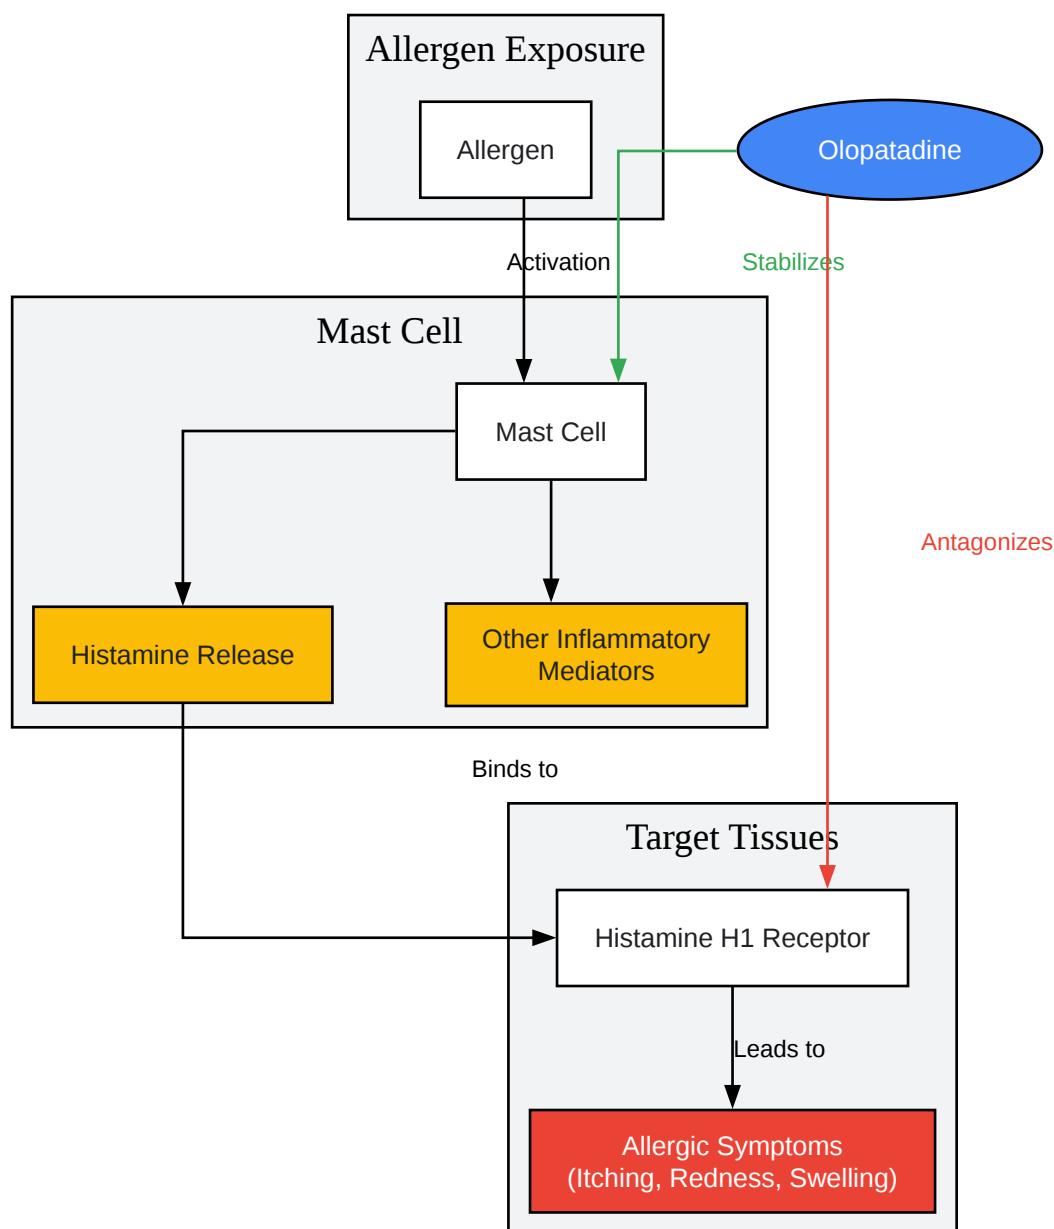 Allergen Exposure
Allergen
Olopatadine
Activation
Stabilizes
Mast Cell
Mast Cell
Antagonizes
Histamine Release
Other Inflammatory
Mediators
Binds to
Target Tissues
Histamine H1 Receptor
Leads to
Allergic Symptoms
(Itching, Redness, Swelling)